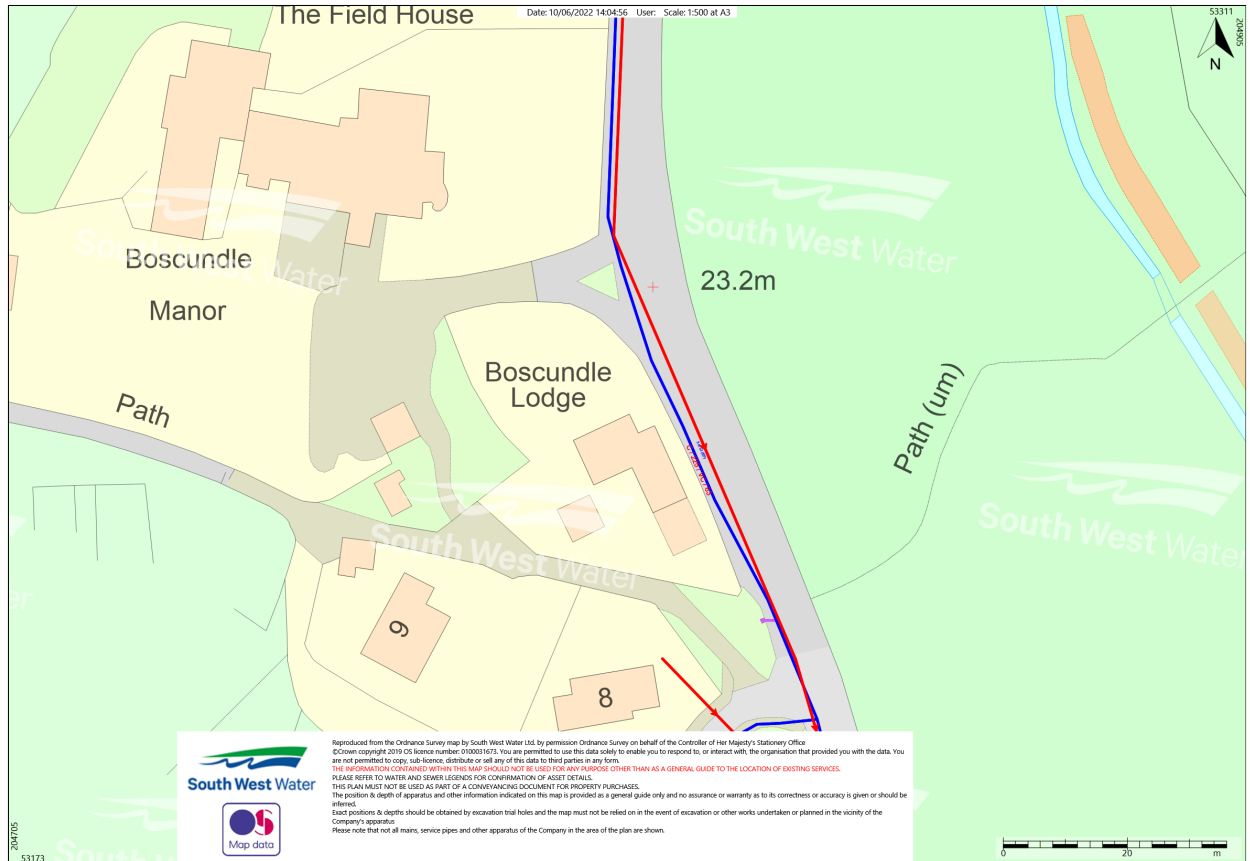 The Field House
Date: 10/06/2022 14:04:56 User: Scale: 1:500 at A3
53311
204905
N
South West Water
South West Water
Boscundle
Manor
23.2m
Boscundle
Lodge
Path
Path (um)
South West Water
South West Water
9
8
South West Water
OS
Map data
Reproduced from the Ordnance Survey map by South West Water Ltd. by permission Ordnance Survey on behalf of the Controller of Her Majesty's Stationery Office
©Crown copyright 2019 OS licence number: 0100031673. You are permitted to use this data solely to enable you to respond to, or interact with, the organisation that provided you with the data. You
are not permitted to copy, sub-licence, distribute or sell any of this data to third parties in any form.
THE INFORMATION CONTAINED WITHIN THIS MAP SHOULD NOT BE USED FOR ANY PURPOSE OTHER THAN AS A GENERAL GUIDE TO THE LOCATION OF EXISTING SERVICES.
PLEASE REFER TO WATER AND SEWER LEGENDS FOR CONFIRMATION OF ASSET DETAILS.
THIS PLAN MUST NOT BE USED AS PART OF A CONVEYANCING DOCUMENT FOR PROPERTY PURCHASES.
The position & depth of apparatus and other information indicated on this map is provided as a general guide only and no assurance or warranty as to its correctness or accuracy is given or should be
inferred.
Exact positions & depths should be obtained by excavation trial holes and the map must not be relied on in the event of excavation or other works undertaken or planned in the vicinity of the
Company's apparatus
Please note that not all mains, service pipes and other apparatus of the Company in the area of the plan are shown.
204705
53173
South West
0 20 m